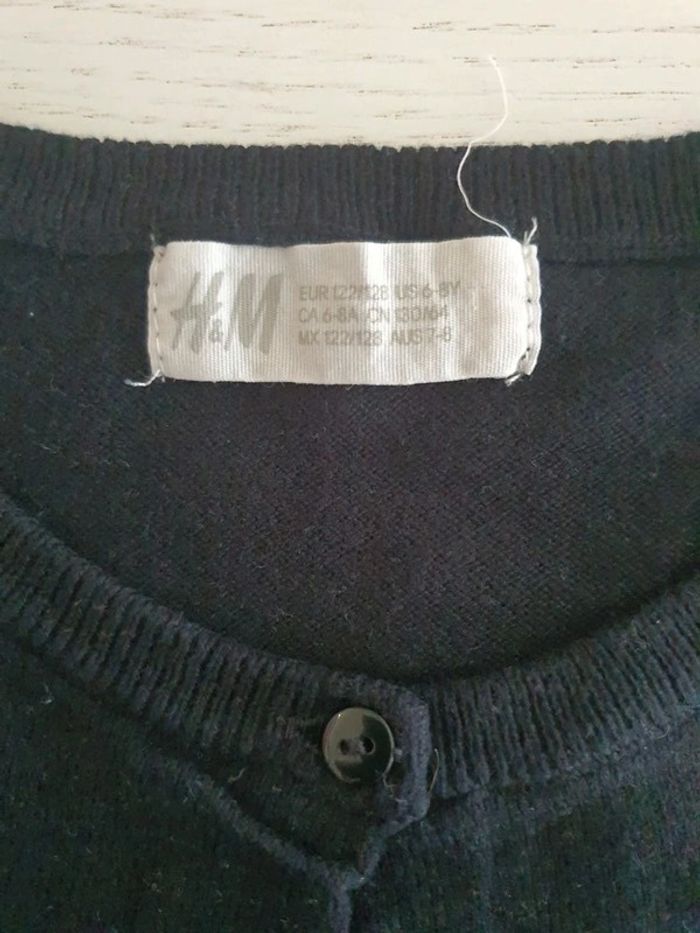 H&M
EUR 122/128 US 6-8Y
CA 6-8A CN 130/64
MX 122/128 AUS 7-8